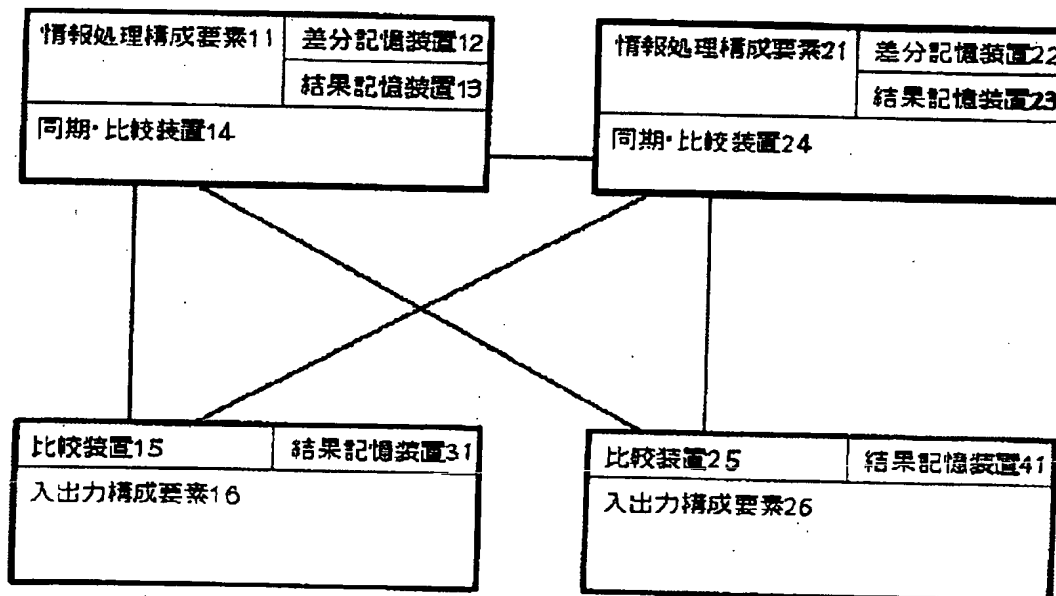 情報処理構成要素11
差分記憶装置12
結果記憶装置13
同期・比較装置14
情報処理構成要素21
差分記憶装置22
結果記憶装置23
同期・比較装置24
比較装置15
結果記憶装置31
入出力構成要素16
比較装置25
結果記憶装置41
入出力構成要素26